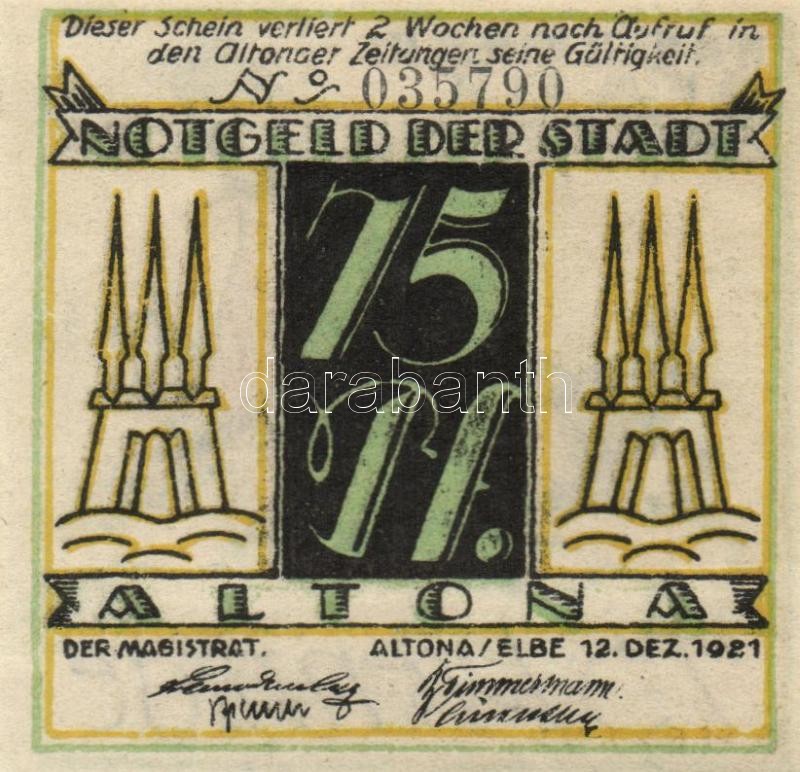 Dieser Schein verliert 2 Wochen nach Aufruf in
den Altonaer Zeitungen seine Gültigkeit.
No 035790
NOTGELD DER STADT
75
M.
darabanth
ALTONA
DER MAGISTRAT. ALTONA/ELBE 12. DEZ. 1921
Timmermann